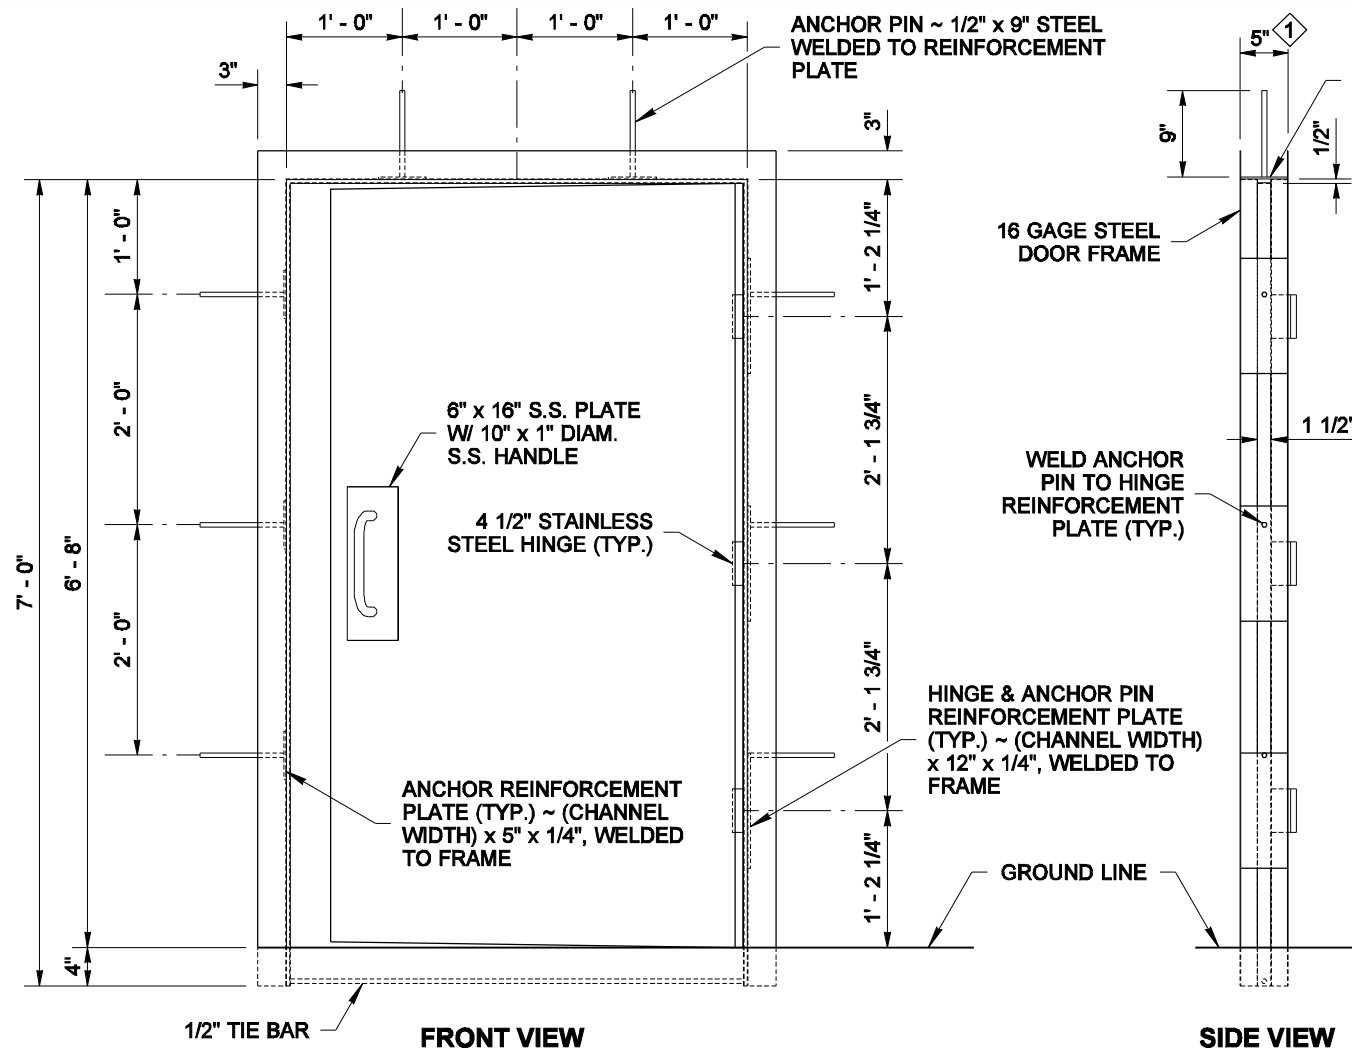 1' - 0"
1' - 0"
1' - 0"
1' - 0"
ANCHOR PIN ~ 1/2" x 9" STEEL
WELDED TO REINFORCEMENT
PLATE
5"
1
3"
3"
9"
1/2"
1' - 0"
1' - 2 1/4"
16 GAGE STEEL
DOOR FRAME
2' - 0"
6" x 16" S.S. PLATE
W/ 10" x 1" DIAM.
S.S. HANDLE
2' - 1 3/4"
1 1/2"
WELD ANCHOR
PIN TO HINGE
REINFORCEMENT
PLATE (TYP.)
4 1/2" STAINLESS
STEEL HINGE (TYP.)
7' - 0"
6' - 8"
2' - 0"
2' - 1 3/4"
HINGE & ANCHOR PIN
REINFORCEMENT PLATE
(TYP.) ~ (CHANNEL WIDTH)
x 12" x 1/4", WELDED TO
FRAME
ANCHOR REINFORCEMENT
PLATE (TYP.) ~ (CHANNEL
WIDTH) x 5" x 1/4", WELDED
TO FRAME
1' - 2 1/4"
GROUND LINE
4"
1/2" TIE BAR
FRONT VIEW
SIDE VIEW